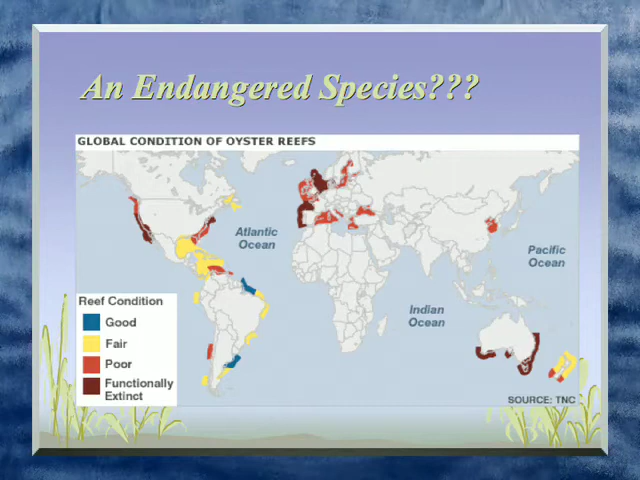 An Endangered Species???
GLOBAL CONDITION OF OYSTER REEFS
Atlantic
Ocean
Pacific
Ocean
Indian
Ocean
Reef Condition
Good
Fair
Poor
Functionally
Extinct
SOURCE: TNC